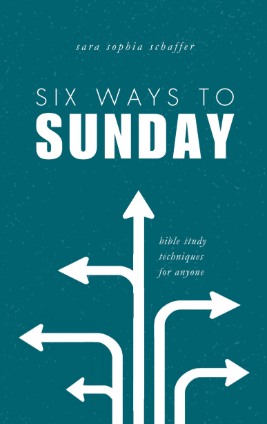 sara sophia schaffer
SIX WAYS TO
SUNDAY
bible study
techniques
for anyone